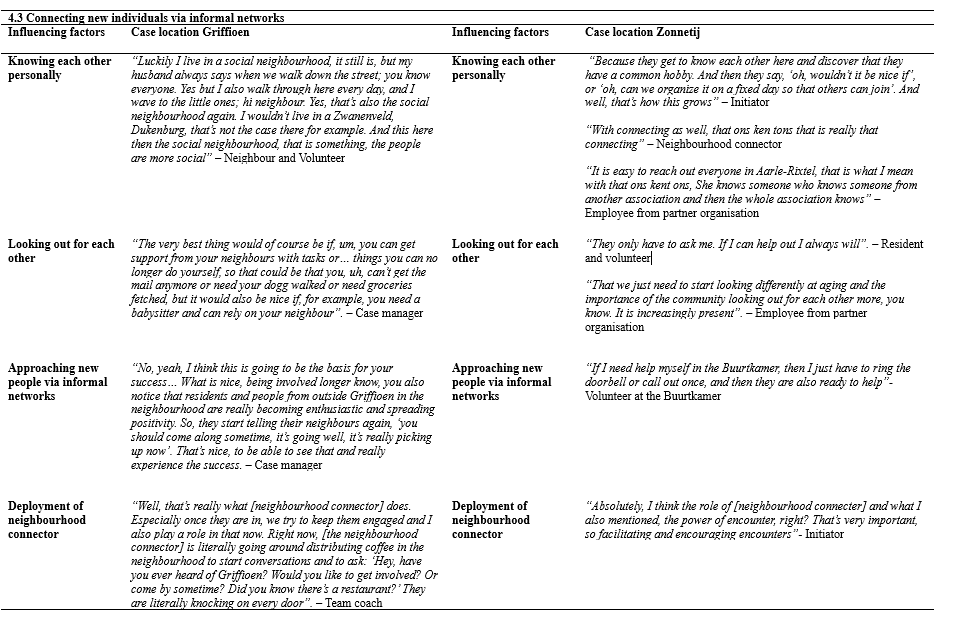 4.3 Connecting new individuals via informal networks
Influencing factors Case location Griffioen Influencing factors Case location Zonnetij
Knowing each other
personally
“Luckily I live in a social neighbourhood, it still is, but my
husband always says when we walk down the street; you know
everyone. Yes but I also walk through here every day, and I
wave to the little ones; hi neighbour. Yes, that’s also the social
neighbourhood again. I wouldn’t live in a Zwanenveld,
Dukenburg, that’s not the case there for example. And this here
then the social neighbourhood, that is something, the people
are more social” – Neighbour and Volunteer
Knowing each other
personally
“Because they get to know each other here and discover that they
have a common hobby. And then they say, ‘oh, wouldn’t it be nice if’,
or ‘oh, can we organize it on a fixed day so that others can join’. And
well, that’s how this grows” – Initiator
“With connecting as well, that ons ken tons that is really that
connecting” – Neighbourhood connector
“It is easy to reach out everyone in Aarle-Rixtel, that is what I mean
with that ons kent ons, She knows someone who knows someone from
another association and then the whole association knows” –
Employee from partner organisation
Looking out for each
other
“The very best thing would of course be if, um, you can get
support from your neighbours with tasks or… things you can no
longer do yourself, so that could be that you, uh, can’t get the
mail anymore or need your dogg walked or need groceries
fetched, but it would also be nice if, for example, you need a
babysitter and can rely on your neighbour”. – Case manager
Looking out for each
other
“They only have to ask me. If I can help out I always will”. – Resident
and volunteer
“That we just need to start looking differently at aging and the
importance of the community looking out for each other more, you
know. It is increasingly present”. – Employee from partner
organisation
Approaching new
people via informal
networks
“No, yeah, I think this is going to be the basis for your
success… What is nice, being involved longer know, you also
notice that residents and people from outside Griffioen in the
neighbourhood are really becoming enthusiastic and spreading
positivity. So, they start telling their neighbours again, ‘you
should come along sometime, it’s going well, it’s really picking
up now’. That’s nice, to be able to see that and really
experience the success. – Case manager
Approaching new
people via informal
networks
“If I need help myself in the Buurtkamer, then I just have to ring the
doorbell or call out once, and then they are also ready to help”-
Volunteer at the Buurtkamer
Deployment of
neighbourhood
connector
“Well, that’s really what [neighbourhood connector] does.
Especially once they are in, we try to keep them engaged and I
also play a role in that now. Right now, [the neighbourhood
connector] is literally going around distributing coffee in the
neighbourhood to start conversations and to ask: ‘Hey, have
you ever heard of Griffioen? Would you like to get involved? Or
come by sometime? Did you know there’s a restaurant?’ They
are literally knocking on every door”. – Team coach
Deployment of
neighbourhood
connector
“Absolutely, I think the role of [neighbourhood connecter] and what I
also mentioned, the power of encounter, right? That’s very important,
so facilitating and encouraging encounters”- Initiator